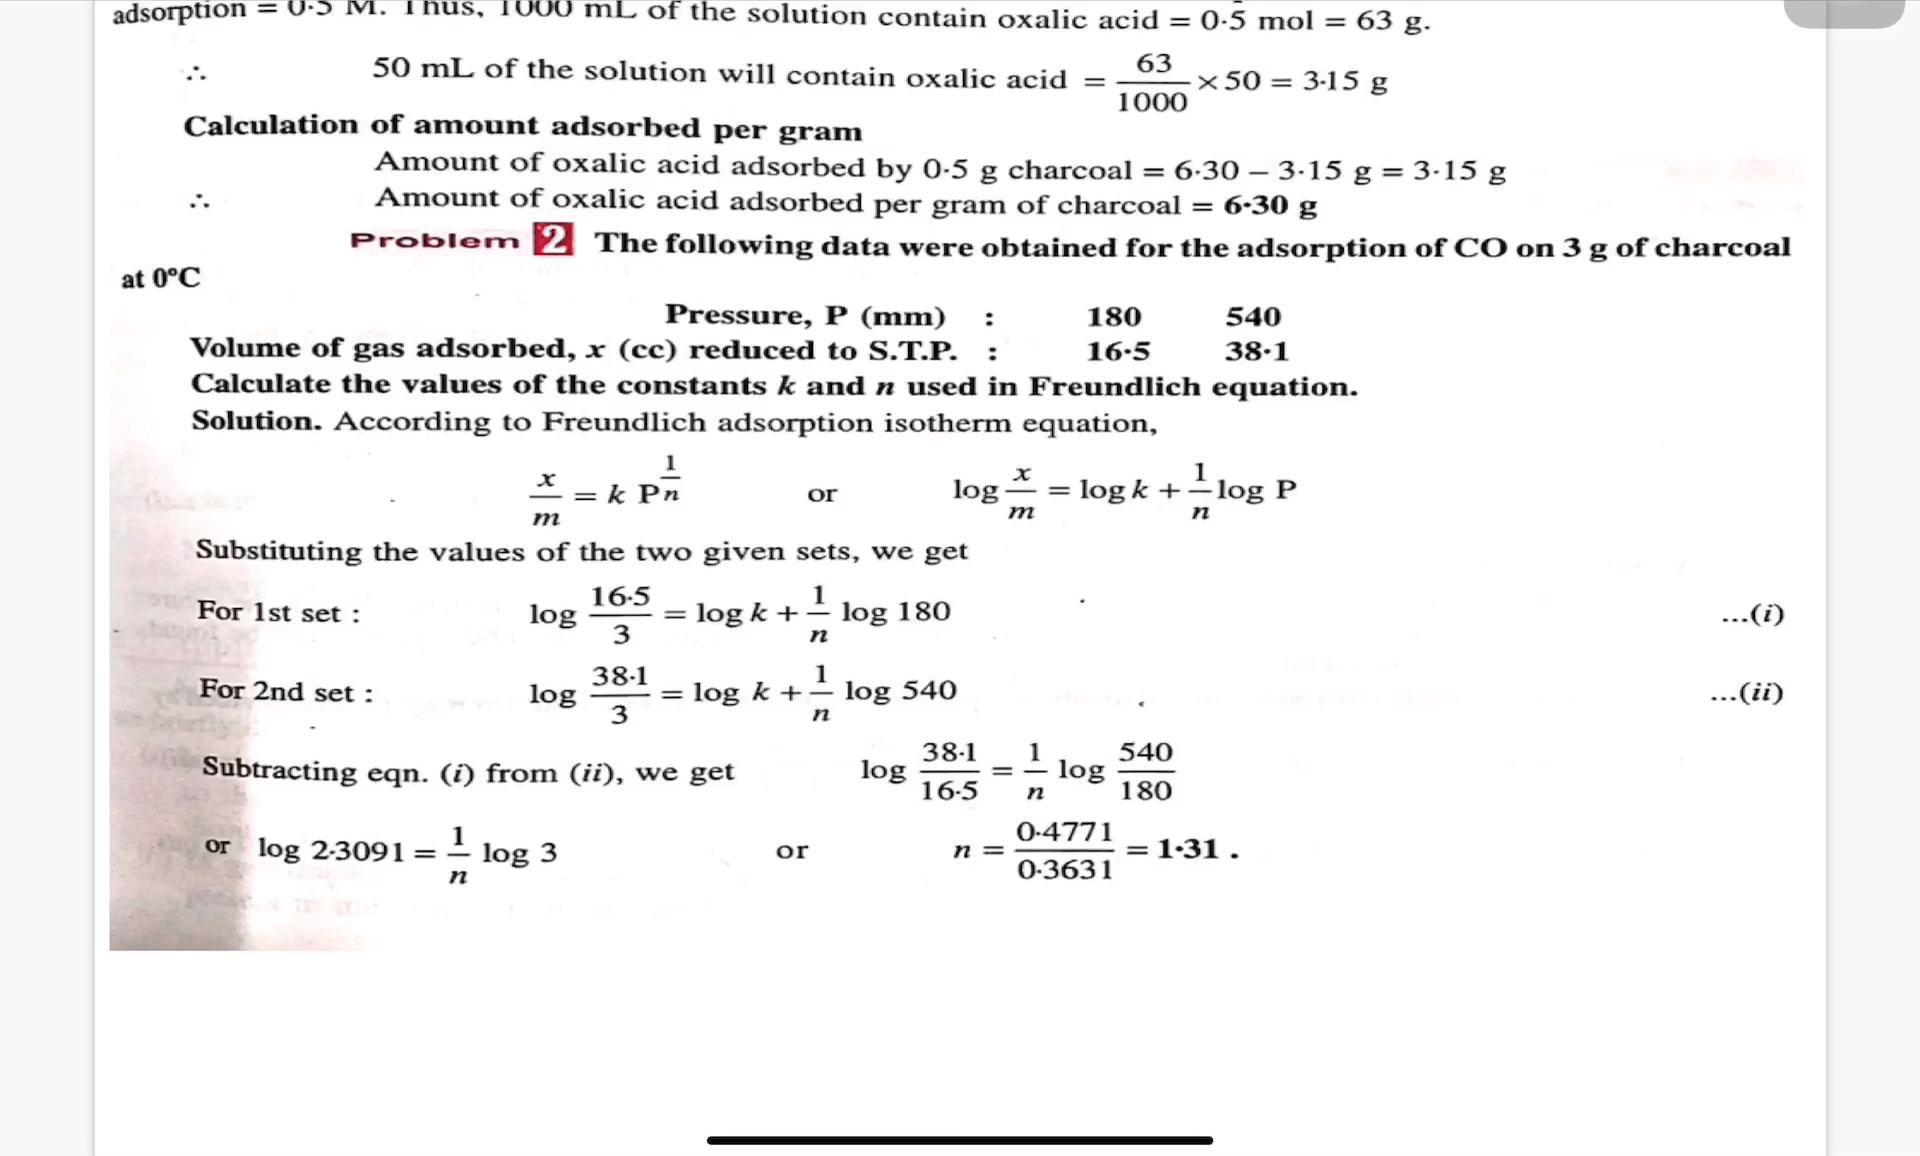 adsorption = 0·5 M. Thus, 1000 mL of the solution contain oxalic acid = 0·5 mol = 63 g.
∴ 50 mL of the solution will contain oxalic acid = 63/1000 × 50 = 3·15 g
Calculation of amount adsorbed per gram
Amount of oxalic acid adsorbed by 0·5 g charcoal = 6·30 – 3·15 g = 3·15 g
∴ Amount of oxalic acid adsorbed per gram of charcoal = 6·30 g
Problem 2 The following data were obtained for the adsorption of CO on 3 g of charcoal
at 0°C
Pressure, P (mm) : 180 540
Volume of gas adsorbed, x (cc) reduced to S.T.P. : 16·5 38·1
Calculate the values of the constants k and n used in Freundlich equation.
Solution. According to Freundlich adsorption isotherm equation,
x/m = k P^(1/n) or log x/m = log k + 1/n log P
Substituting the values of the two given sets, we get
For 1st set : log 16·5/3 = log k + 1/n log 180 ...(i)
For 2nd set : log 38·1/3 = log k + 1/n log 540 ...(ii)
Subtracting eqn. (i) from (ii), we get log 38·1/16·5 = 1/n log 540/180
or log 2·3091 = 1/n log 3 or n = 0·4771/0·3631 = 1·31 .